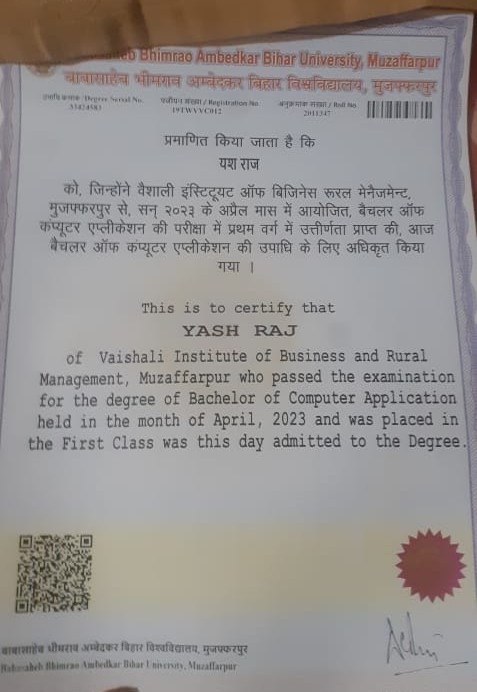 Bhimrao Ambedkar Bihar University, Muzaffarpur
बाबासाहेब भीमराव अम्बेदकर बिहार विश्वविद्यालय, मुजफ्फरपुर
उपाधि क्रमांक / Degree Serial No. पंजीयन संख्या / Registration No. अनुक्रमांक संख्या / Roll No.
19TWVVC012 2011347
प्रमाणित किया जाता है कि
यश राज
को, जिन्होंने वैशाली इंस्टिट्यूट ऑफ बिजिनेस रूरल मेनैजमेन्ट,
मुजफ्फरपुर से, सन् २०२३ के अप्रैल मास में आयोजित, बैचलर ऑफ
कंप्यूटर एप्लीकेशन की परीक्षा में प्रथम वर्ग में उत्तीर्णता प्राप्त की, आज
बैचलर ऑफ कंप्यूटर एप्लीकेशन की उपाधि के लिए अधिकृत किया
गया ।
This is to certify that
YASH RAJ
of Vaishali Institute of Business and Rural
Management, Muzaffarpur who passed the examination
for the degree of Bachelor of Computer Application
held in the month of April, 2023 and was placed in
the First Class was this day admitted to the Degree.
बाबासाहेब भीमराव अम्बेदकर बिहार विश्वविद्यालय, मुजफ्फरपुर
Babasaheb Bhimrao Ambedkar Bihar University, Muzaffarpur